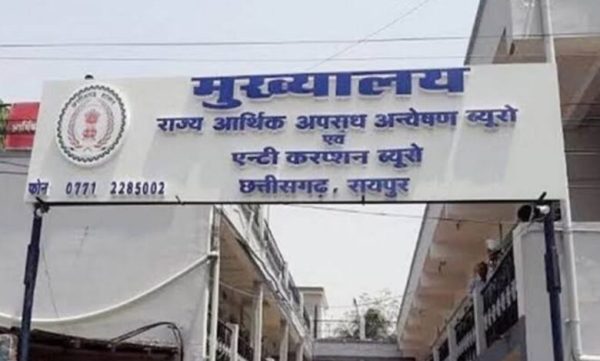 मुख्यालय
राज्य आर्थिक अपराध अन्वेषण ब्यूरो
एवं
एन्टी करप्शन ब्यूरो
छत्तीसगढ़, रायपुर
फोन 0771 2285002